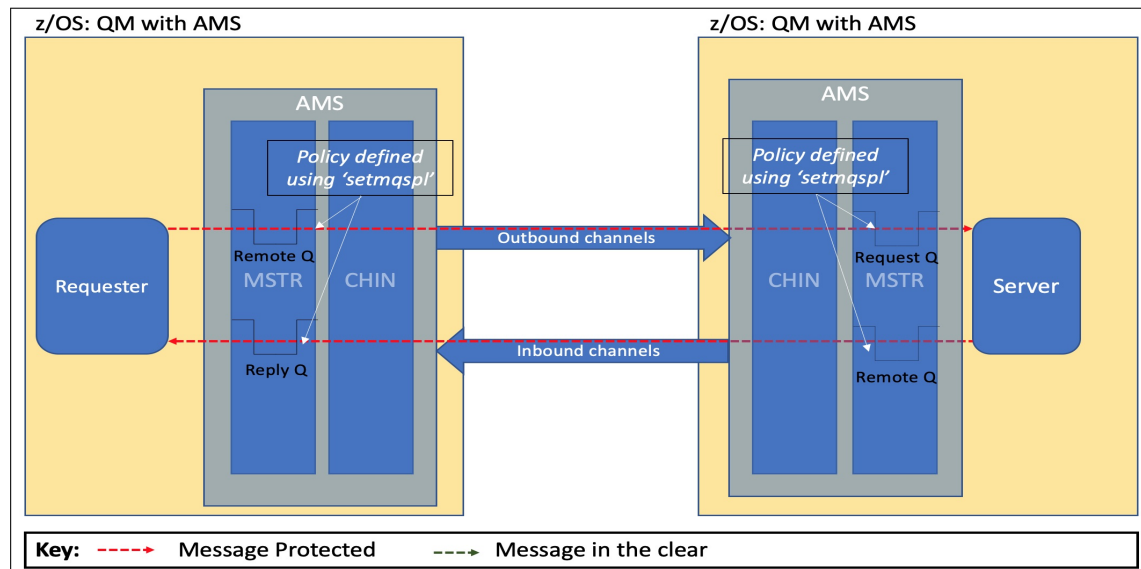 z/OS: QM with AMS
z/OS: QM with AMS
AMS
Policy defined
using ‘setmqspl’
Remote Q
MSTR
CHIN
Requester
Reply Q
Outbound channels
Inbound channels
AMS
Policy defined
using ‘setmqspl’
Request Q
CHIN
MSTR
Server
Remote Q
Key:
Message Protected
Message in the clear